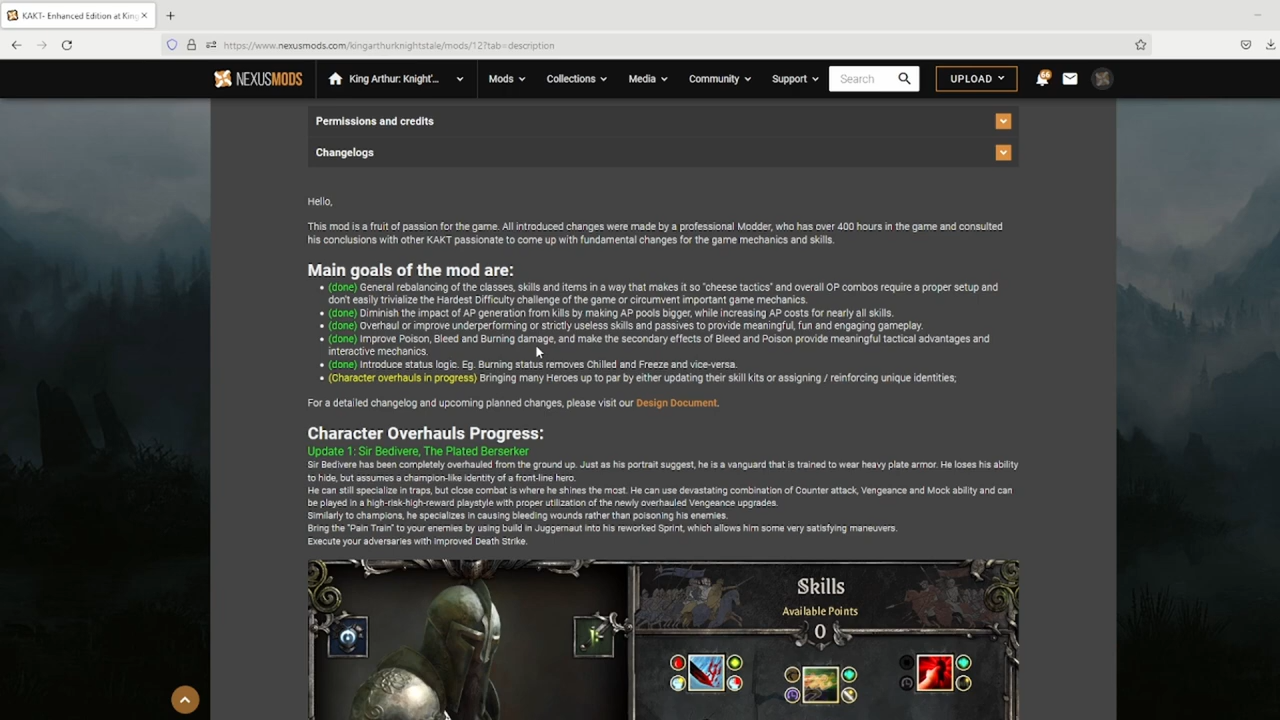 KAKT- Enhanced Edition at King
https://www.nexusmods.com/kingarthurknightstale/mods/12?tab=description
NEXUSMODS
King Arthur: Knight'...
Mods
Collections
Media
Community
Support
Search
UPLOAD
66
Permissions and credits
Changelogs
Hello,
This mod is a fruit of passion for the game. All introduced changes were made by a professional Modder, who has over 400 hours in the game and consulted
his conclusions with other KAKT passionate to come up with fundamental changes for the game mechanics and skills.
Main goals of the mod are:
• (done) General rebalancing of the classes, skills and items in a way that makes it so "cheese tactics" and overall OP combos require a proper setup and
don't easily trivialize the Hardest Difficulty challenge of the game or circumvent important game mechanics.
• (done) Diminish the impact of AP generation from kills by making AP pools bigger, while increasing AP costs for nearly all skills.
• (done) Overhaul or improve underperforming or strictly useless skills and passives to provide meaningful, fun and engaging gameplay.
• (done) Improve Poison, Bleed and Burning damage, and make the secondary effects of Bleed and Poison provide meaningful tactical advantages and
interactive mechanics.
• (done) Introduce status logic. Eg. Burning status removes Chilled and Freeze and vice-versa.
• (Character overhauls in progress) Bringing many Heroes up to par by either updating their skill kits or assigning / reinforcing unique identities;
For a detailed changelog and upcoming planned changes, please visit our Design Document.
Character Overhauls Progress:
Update 1: Sir Bedivere, The Plated Berserker
Sir Bedivere has been completely overhauled from the ground up. Just as his portrait suggest, he is a vanguard that is trained to wear heavy plate armor. He loses his ability
to hide, but assumes a champion-like identity of a front-line hero.
He can still specialize in traps, but close combat is where he shines the most. He can use devastating combination of Counter attack, Vengeance and Mock ability and can
be played in a high-risk-high-reward playstyle with proper utilization of the newly overhauled Vengeance upgrades.
Similarly to champions, he specializes in causing bleeding wounds rather than poisoning his enemies.
Bring the "Pain Train" to your enemies by using build in Juggernaut into his reworked Sprint, which allows him some very satisfying maneuvers.
Execute your adversaries with Improved Death Strike.
Skills
Available Points
0